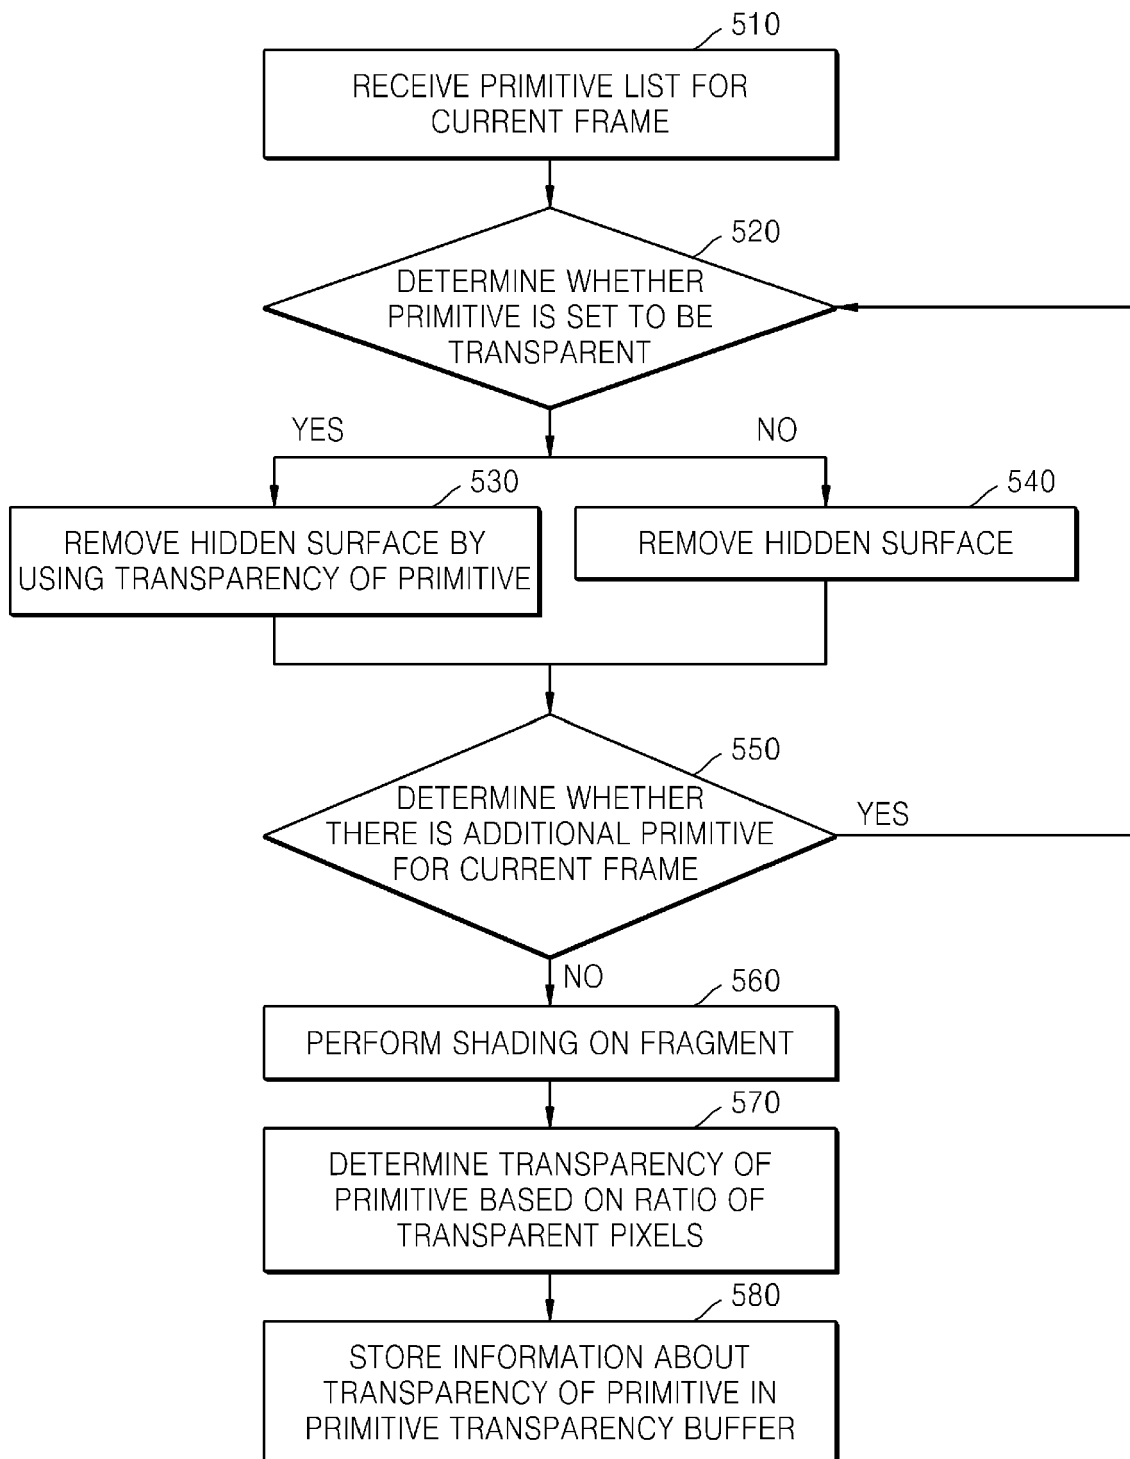 510
RECEIVE PRIMITIVE LIST FOR
CURRENT FRAME
520
DETERMINE WHETHER
PRIMITIVE IS SET TO BE
TRANSPARENT
YES
NO
530
REMOVE HIDDEN SURFACE BY
USING TRANSPARENCY OF PRIMITIVE
540
REMOVE HIDDEN SURFACE
550
DETERMINE WHETHER
THERE IS ADDITIONAL PRIMITIVE
FOR CURRENT FRAME
YES
NO
560
PERFORM SHADING ON FRAGMENT
570
DETERMINE TRANSPARENCY OF
PRIMITIVE BASED ON RATIO OF
TRANSPARENT PIXELS
580
STORE INFORMATION ABOUT
TRANSPARENCY OF PRIMITIVE IN
PRIMITIVE TRANSPARENCY BUFFER